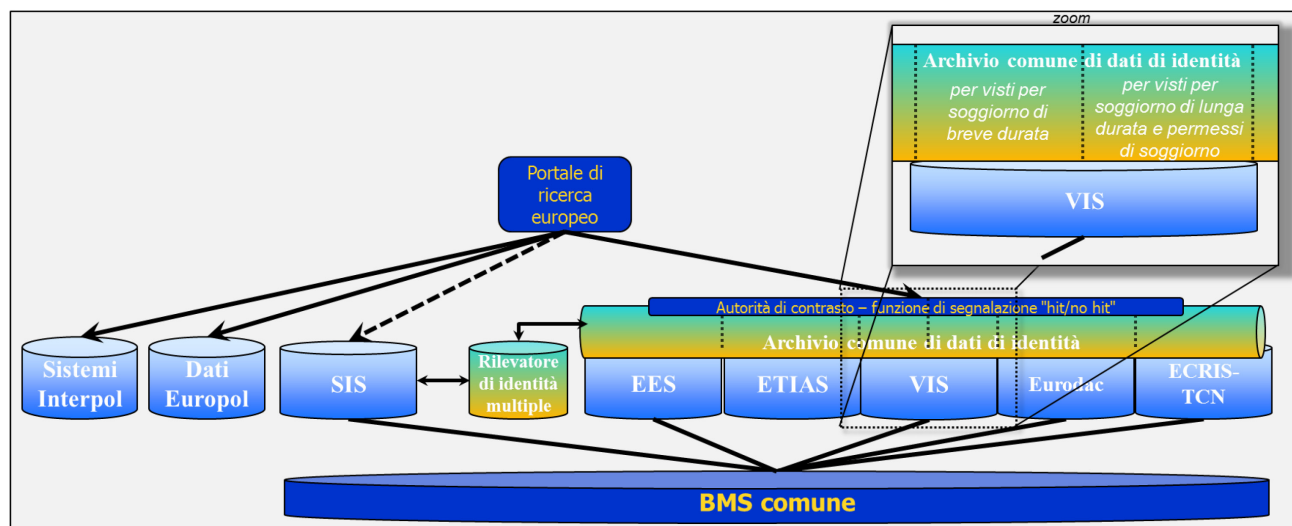 zoom
Archivio comune di dati di identità
per visti per
soggiorno di
breve durata
per visti per
soggiorno di lunga
durata e permessi
di soggiorno
VIS
Portale di
ricerca
europeo
Autorità di contrasto – funzione di segnalazione "hit/no hit"
Archivio comune di dati di identità
Sistemi
Interpol
Dati
Europol
SIS
Rilevatore
di identità
multiple
EES
ETIAS
VIS
Eurodac
ECRIS-
TCN
BMS comune